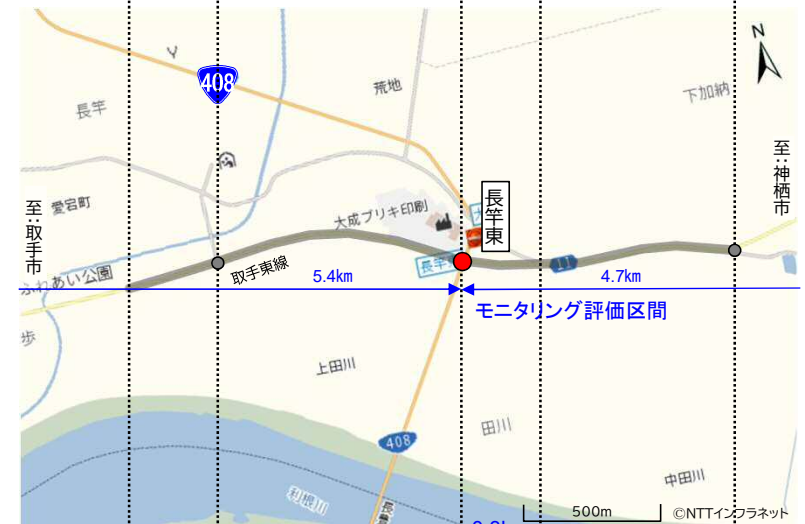 N
408
長竿
荒地
下加納
至:神栖市
至:取手市
愛宕町
大成ブリキ印刷
長竿東
ふれあい公園
取手東線
5.4km
11
4.7km
モニタリング評価区間
歩
上田川
田川
408
中田川
利根川
500m
©NTTインフラネット